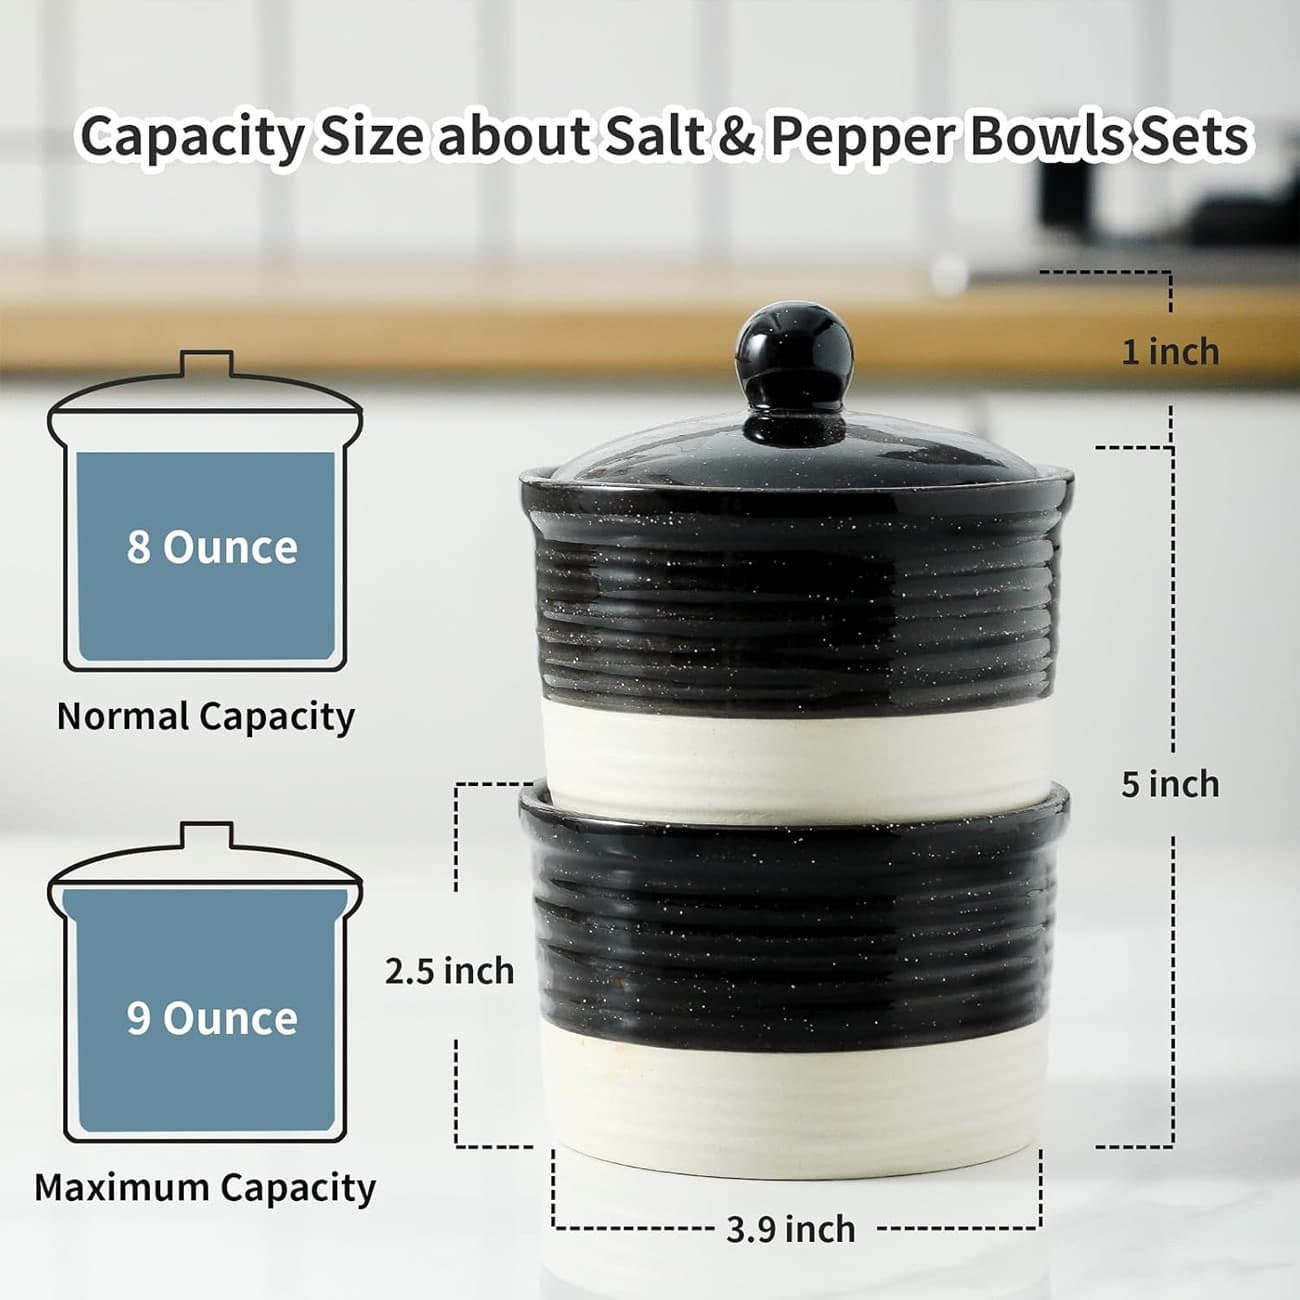 Capacity Size about Salt & Pepper Bowls Sets
1 inch
8 Ounce
Normal Capacity
5 inch
2.5 inch
9 Ounce
Maximum Capacity
3.9 inch